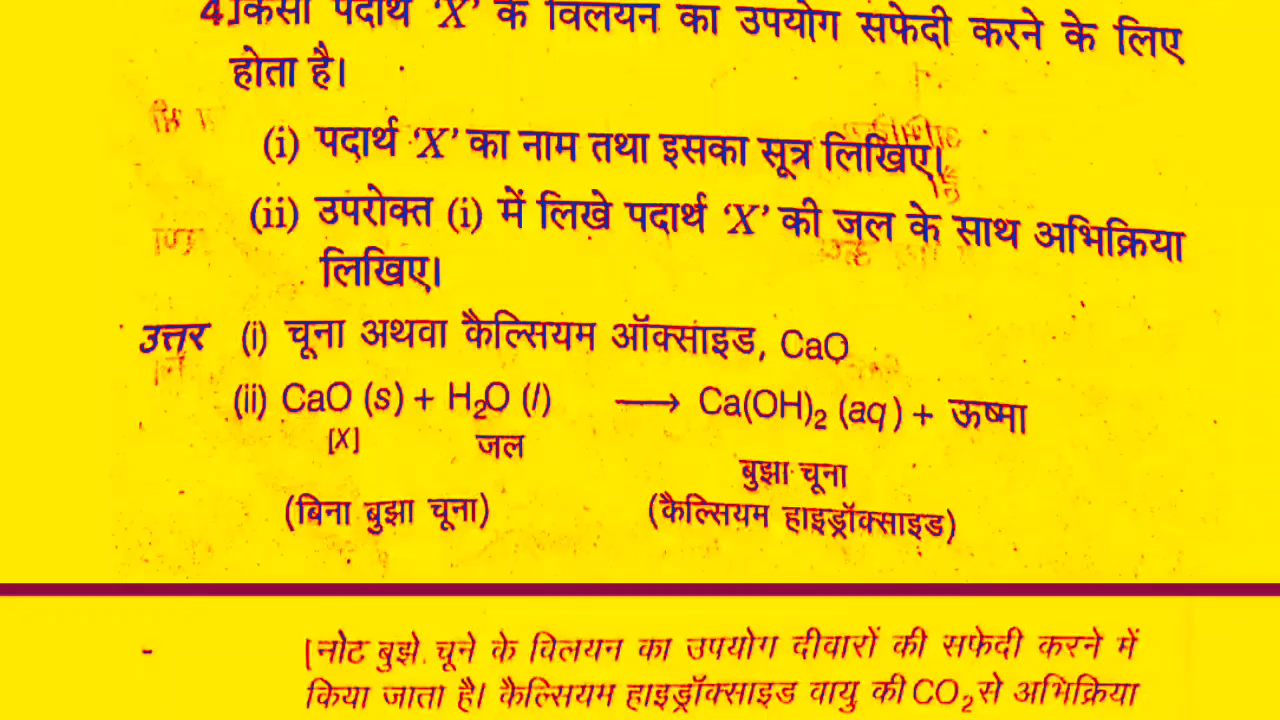 4. किसी पदार्थ 'X' के विलयन का उपयोग सफेदी करने के लिए
होता है।
(i) पदार्थ 'X' का नाम तथा इसका सूत्र लिखिए।
(ii) उपरोक्त (i) में लिखे पदार्थ 'X' की जल के साथ अभिक्रिया
लिखिए।
उत्तर (i) चूना अथवा कैल्सियम ऑक्साइड, CaO
(ii) CaO (s) + H₂O (l) ⟶ Ca(OH)₂ (aq) + ऊष्मा
[X] जल
बुझा चूना
(बिना बुझा चूना) (कैल्सियम हाइड्रॉक्साइड)
- [नोट बुझे चूने के विलयन का उपयोग दीवारों की सफेदी करने में
किया जाता है। कैल्सियम हाइड्रॉक्साइड वायु की CO₂ से अभिक्रिया